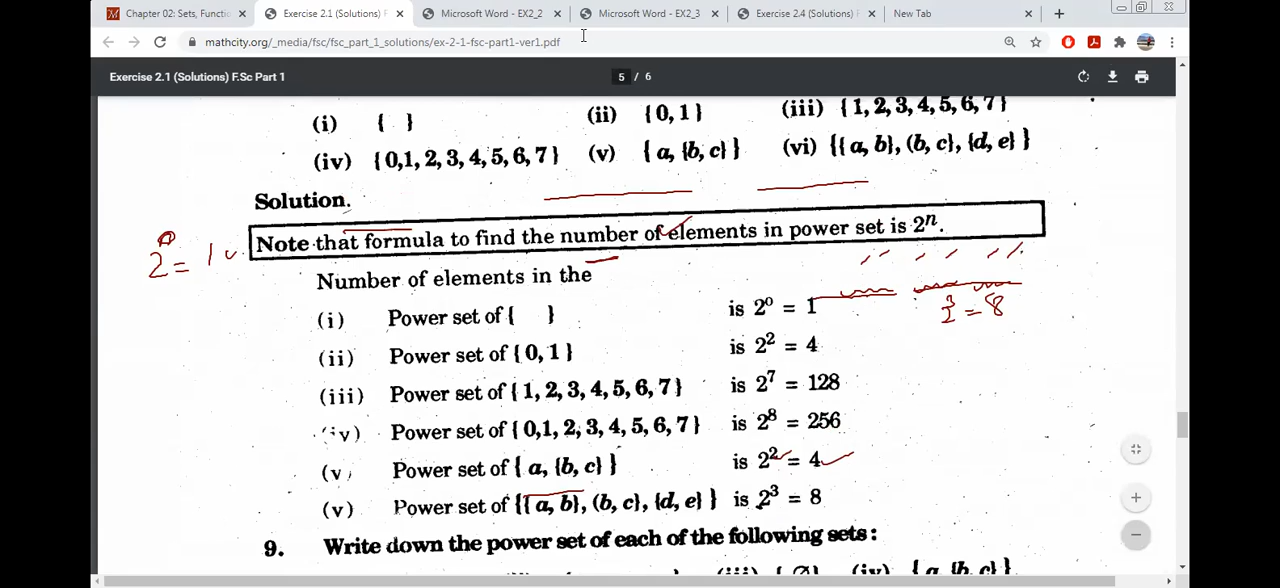 Chapter 02: Sets, Functio Exercise 2.1 (Solutions) F Microsoft Word - EX2_2 Microsoft Word - EX2_3 Exercise 2.4 (Solutions) F New Tab
mathcity.org/_media/fsc/fsc_part_1_solutions/ex-2-1-fsc-part1-ver1.pdf
Exercise 2.1 (Solutions) F.Sc Part 1 5 / 6
(i) { } (ii) {0, 1} (iii) {1, 2, 3, 4, 5, 6, 7}
(iv) {0,1, 2, 3, 4, 5, 6, 7} (v) {a, {b, c}} (vi) {{a, b}, (b, c}, {d, e}}
Solution.
Note that formula to find the number of elements in power set is 2ⁿ.
2⁰ = 1
Number of elements in the
(i) Power set of { } is 2⁰ = 1
2³ = 8
(ii) Power set of {0, 1} is 2² = 4
(iii) Power set of {1, 2, 3, 4, 5, 6, 7} is 2⁷ = 128
(iv) Power set of {0,1, 2, 3, 4, 5, 6, 7} is 2⁸ = 256
(v) Power set of {a, {b, c}} is 2² = 4
(v) Power set of {{a, b}, (b, c}, {d, e}} is 2³ = 8
9. Write down the power set of each of the following sets:
(iii) {∅} (iv) {a, {b, c}}